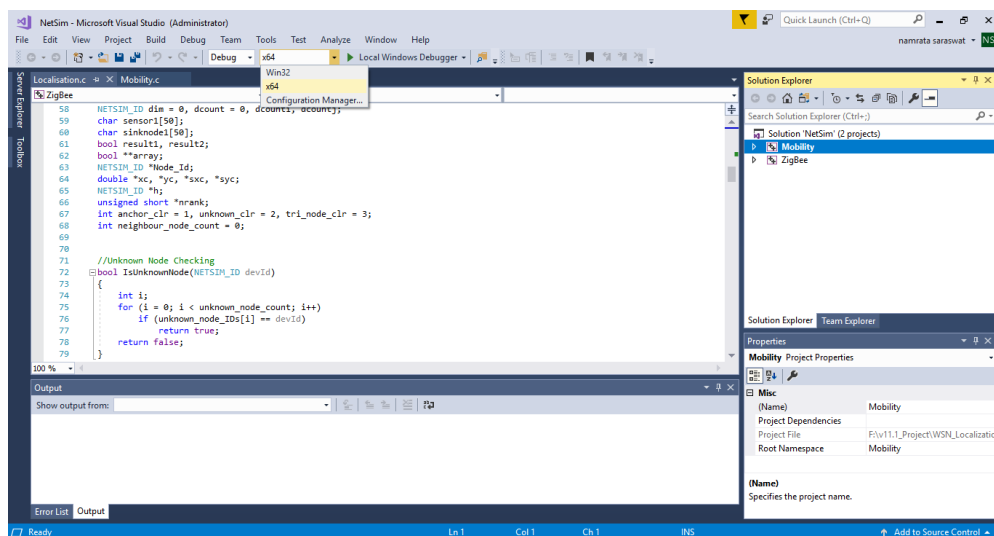 NetSim - Microsoft Visual Studio (Administrator)
Quick Launch (Ctrl+Q)
File Edit View Project Build Debug Team Tools Test Analyze Window Help
namrata saraswat NS
Debug x64 Local Windows Debugger
Win32
x64
Configuration Manager...
Server Explorer
Toolbox
Localisation.c Mobility.c
ZigBee
58 NETSIM_ID dim = 0, dcount = 0, dcounti, dcountj;
59 char sensor1[50];
60 char sinknode1[50];
61 bool result1, result2;
62 bool **array;
63 NETSIM_ID *Node_Id;
64 double *xc, *yc, *sxc, *syc;
65 NETSIM_ID *h;
66 unsigned short *nrank;
67 int anchor_clr = 1, unknown_clr = 2, tri_node_clr = 3;
68 int neighbour_node_count = 0;
69
70
71 //Unknown Node Checking
72 bool IsUnknownNode(NETSIM_ID devId)
73 {
74 int i;
75 for (i = 0; i < unknown_node_count; i++)
76 if (unknown_node_IDs[i] == devId)
77 return true;
78 return false;
79 }
100 %
Output
Show output from:
Error List Output
Solution Explorer
Search Solution Explorer (Ctrl+;)
Solution 'NetSim' (2 projects)
Mobility
ZigBee
Solution Explorer Team Explorer
Properties
Mobility Project Properties
Misc
(Name) Mobility
Project Dependencies
Project File F:\v11.1_Project\WSN_Localizatio
Root Namespace Mobility
(Name)
Specifies the project name.
Ready Ln 1 Col 1 Ch 1 INS Add to Source Control